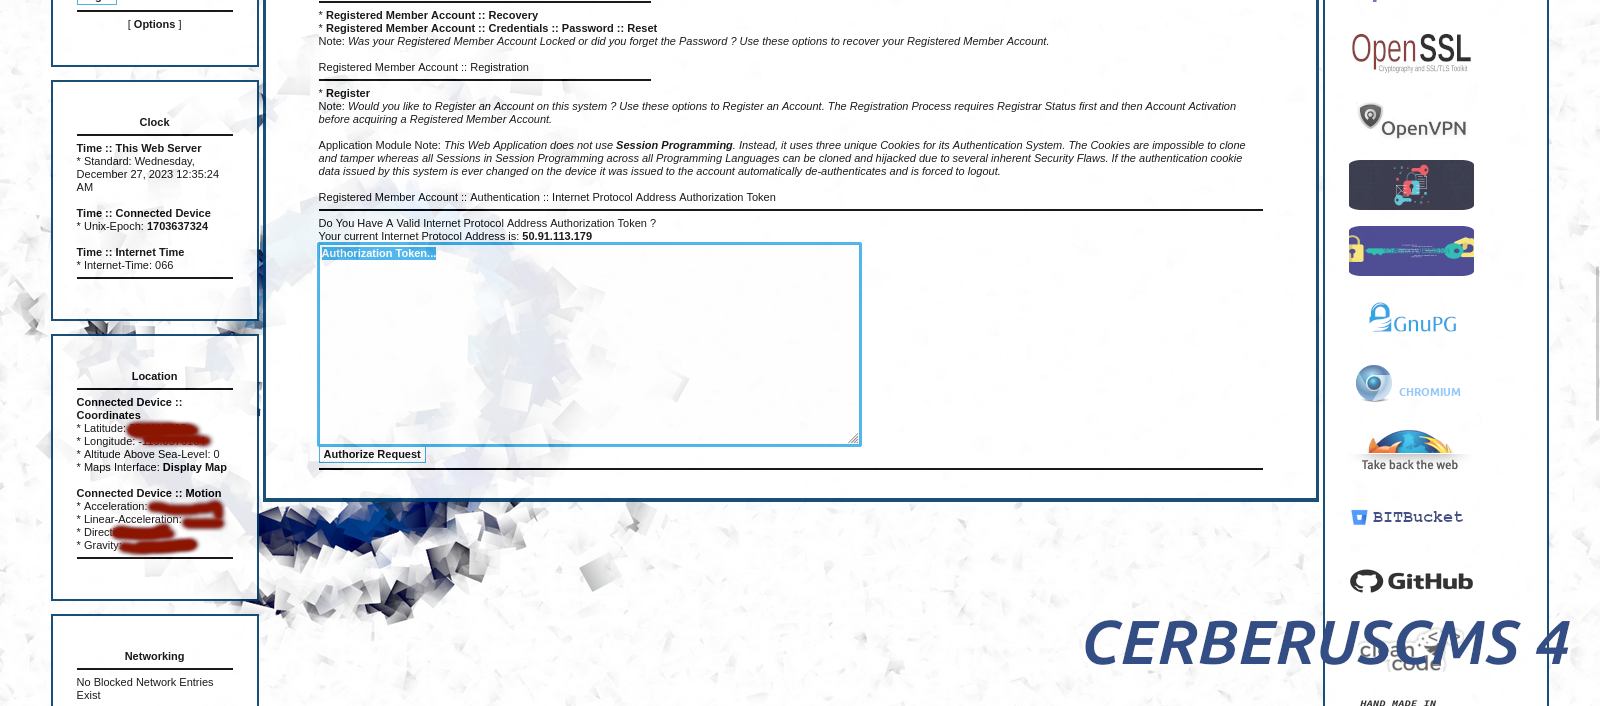 [ Options ]
Clock
Time :: This Web Server
* Standard: Wednesday,
December 27, 2023 12:35:24
AM
Time :: Connected Device
* Unix-Epoch: 1703637324
Time :: Internet Time
* Internet-Time: 066
Location
Connected Device ::
Coordinates
* Latitude:
* Longitude:
* Altitude Above Sea-Level: 0
* Maps Interface: Display Map
Connected Device :: Motion
* Acceleration:
* Linear-Acceleration:
* Direct
* Gravity:
Networking
No Blocked Network Entries
Exist
* Registered Member Account :: Recovery
* Registered Member Account :: Credentials :: Password :: Reset
Note: Was your Registered Member Account Locked or did you forget the Password ? Use these options to recover your Registered Member Account.
Registered Member Account :: Registration
* Register
Note: Would you like to Register an Account on this system ? Use these options to Register an Account. The Registration Process requires Registrar Status first and then Account Activation
before acquiring a Registered Member Account.
Application Module Note: This Web Application does not use Session Programming. Instead, it uses three unique Cookies for its Authentication System. The Cookies are impossible to clone
and tamper whereas all Sessions in Session Programming across all Programming Languages can be cloned and hijacked due to several inherent Security Flaws. If the authentication cookie
data issued by this system is ever changed on the device it was issued to the account automatically de-authenticates and is forced to logout.
Registered Member Account :: Authentication :: Internet Protocol Address Authorization Token
Do You Have A Valid Internet Protocol Address Authorization Token ?
Your current Internet Protocol Address is: 50.91.113.179
Authorization Token...
Authorize Request
OpenSSL
Cryptography and SSL/TLS Toolkit
OpenVPN
GnuPG
CHROMIUM
Take back the web
BITBucket
GitHub
CERBERUSCMS 4
clean
code
HAND MADE IN